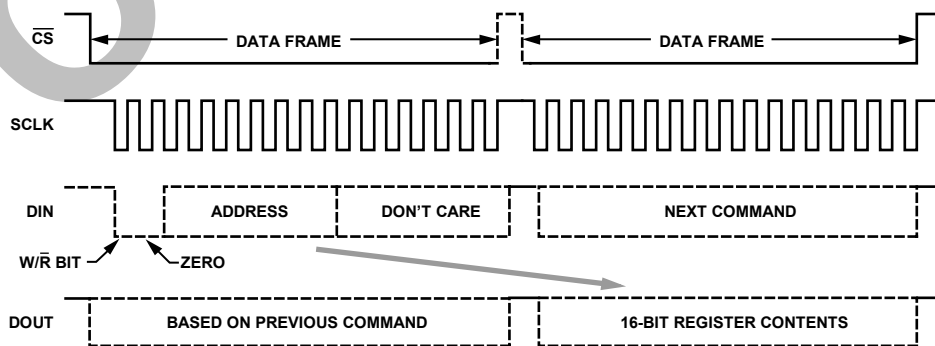 CS
DATA FRAME
DATA FRAME
SCLK
DIN
ADDRESS
DON'T CARE
NEXT COMMAND
W/R̅ BIT
ZERO
DOUT
BASED ON PREVIOUS COMMAND
16-BIT REGISTER CONTENTS